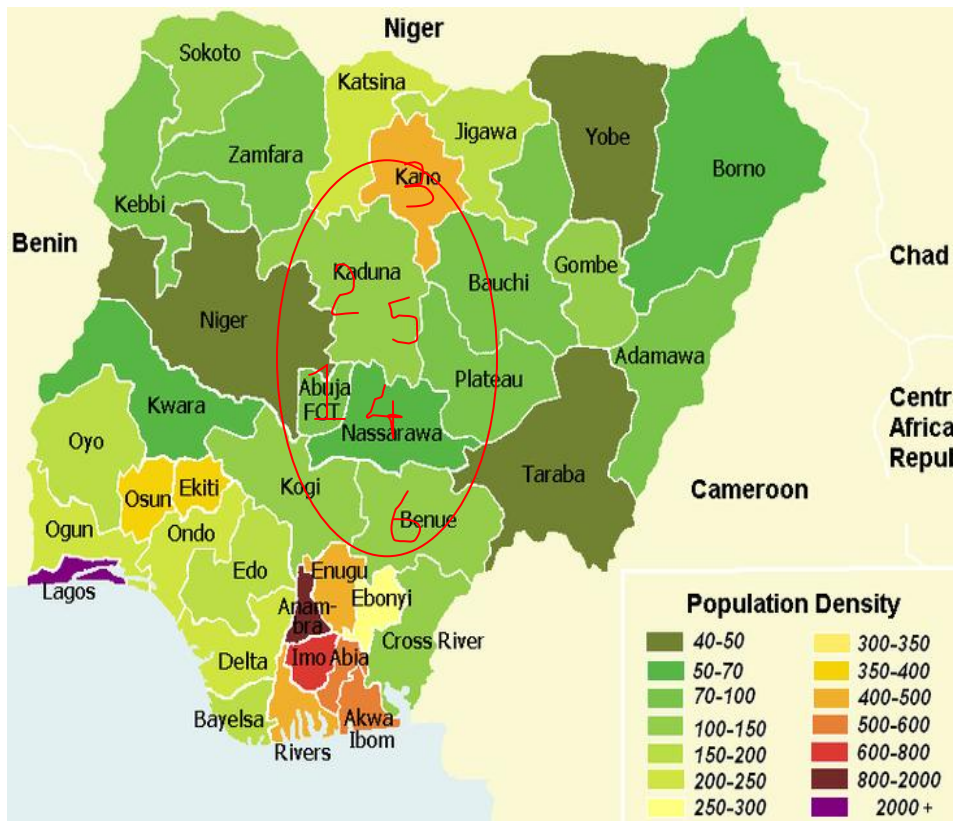 Niger
Sokoto
Katsina
Jigawa
Yobe
Borno
Zamfara
Kano
3
Kebbi
Benin
Chad
Kaduna
2
5
Bauchi
Gombe
Niger
Adamawa
Plateau
Abuja
FCT
1
4
Nassarawa
Kwara
Oyo
Centr
Africa
Repul
Taraba
Cameroon
Osun
Ekiti
Kogi
Benue
6
Ogun
Ondo
Edo
Enugu
Ebonyi
Lagos
Anam-
bra
Cross River
Delta
Imo
Abia
Bayelsa
Akwa
Ibom
Rivers
Population Density
40-50
50-70
70-100
100-150
150-200
200-250
250-300
300-350
350-400
400-500
500-600
600-800
800-2000
2000 +